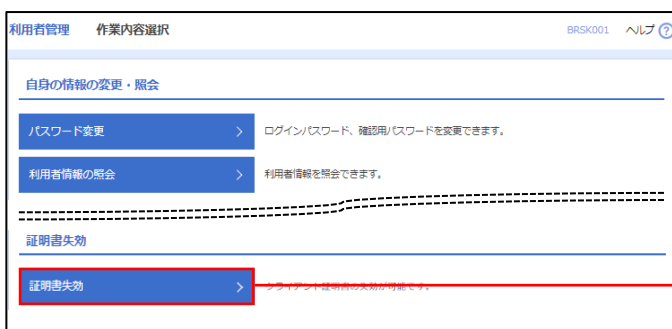 利用者管理 作業内容選択 BRSK001 ヘルプ ?
自身の情報の変更・照会
パスワード変更 ログインパスワード、確認用パスワードを変更できます。
利用者情報の照会 利用者情報を照会できます。
証明書失効
証明書失効 クライアント証明書の失効が可能です。